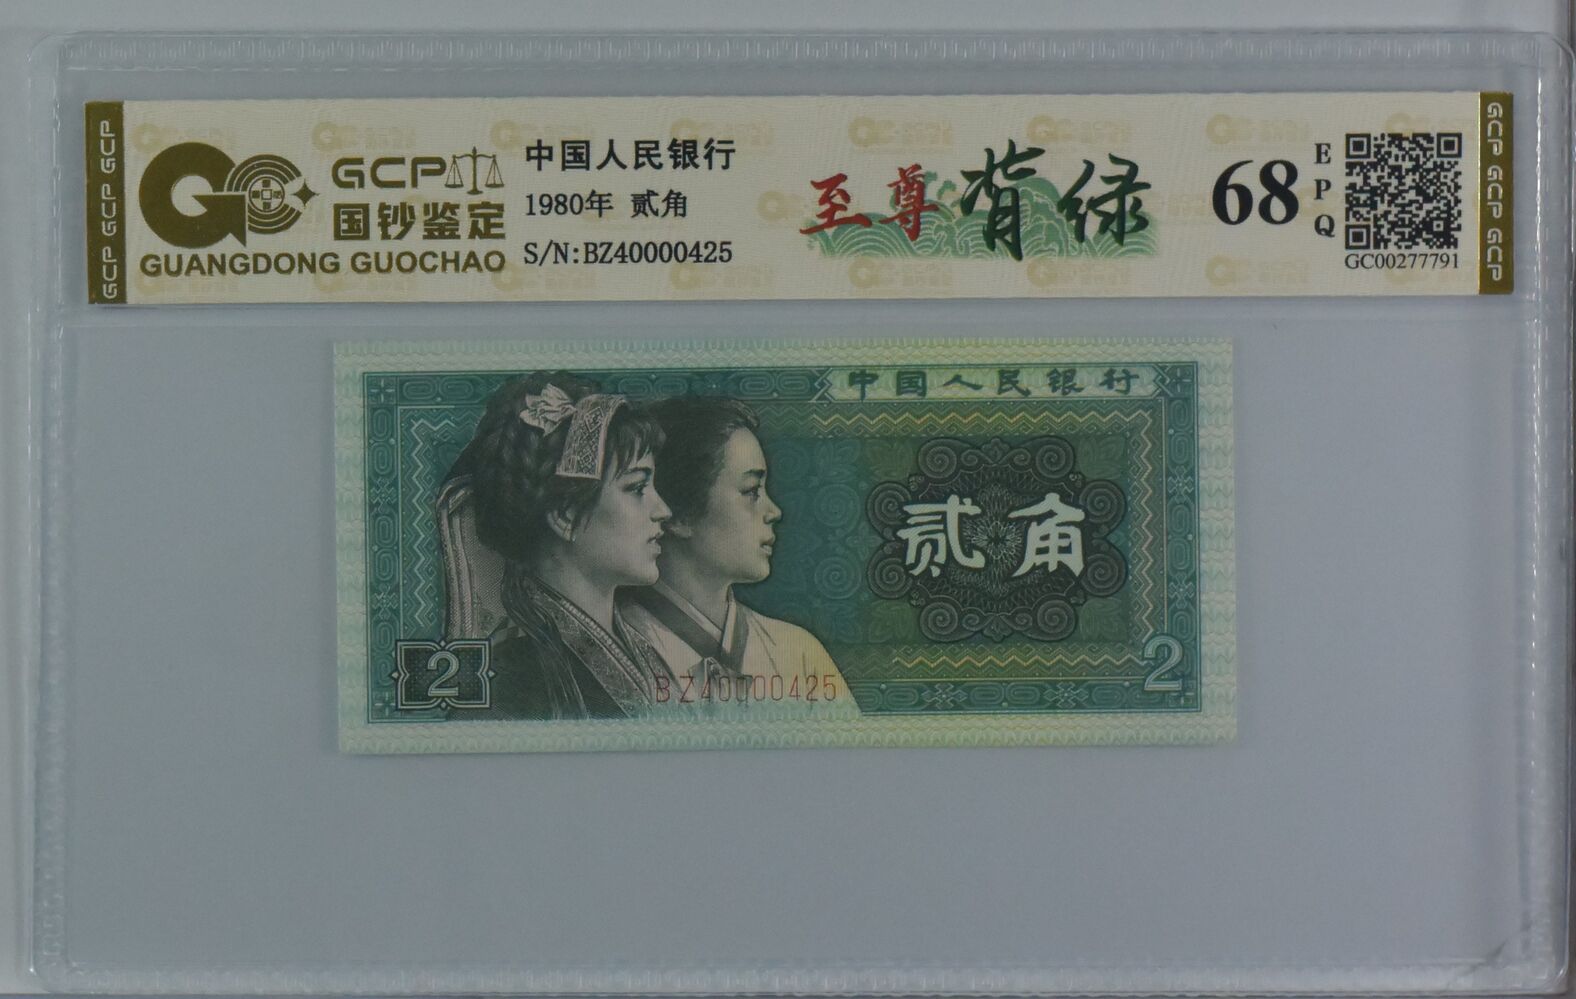 GCP GCP GCP
GCP
国钞鉴定
GUANGDONG GUOCHAO
中国人民银行
1980年 贰角
S/N:BZ40000425
至尊背绿
68
EPQ
GC00277791
GCP GCP GCP
中国人民银行
贰角
2
2
BZ40000425